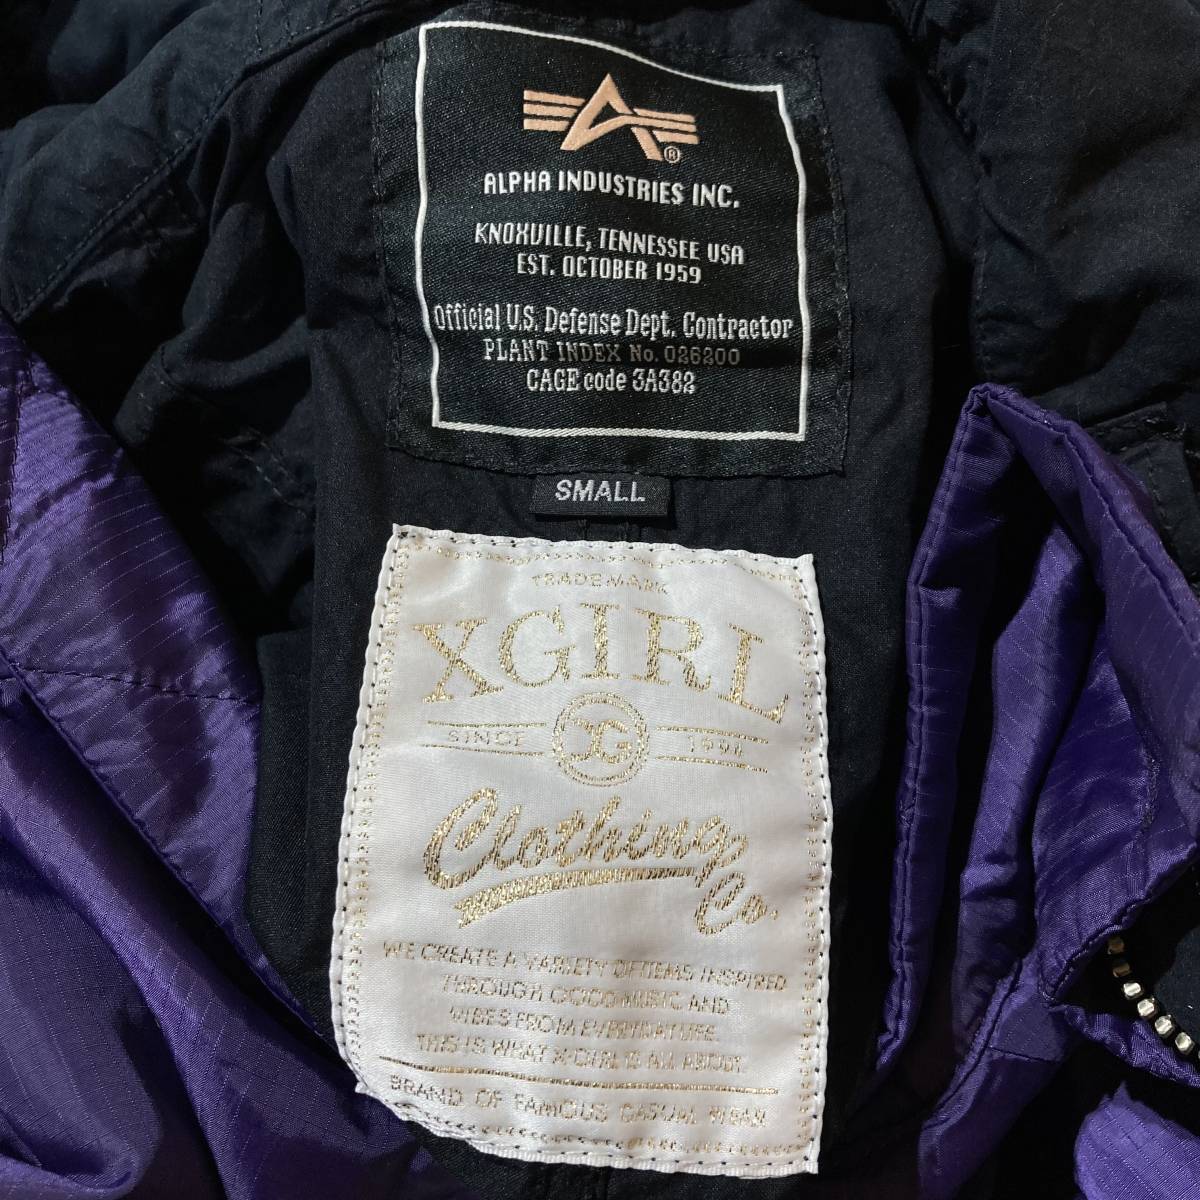 ALPHA INDUSTRIES INC.
KNOXVILLE, TENNESSEE USA
EST. OCTOBER 1959
Official U.S. Defense Dept. Contractor
PLANT INDEX No. 026200
CAGE code 3A382
SMALL
TRADEMARK
XGIRL
SINCE XG 1994
Clothing
Co.
WE CREATE A VARIETY OF ITEMS INSPIRED
THROUGH GOOD MUSIC AND
VIBES FROM EVERYDAY LIFE.
THIS IS WHAT X-GIRL IS ALL ABOUT.
BRAND OF FAMOUS CASUAL WEAR